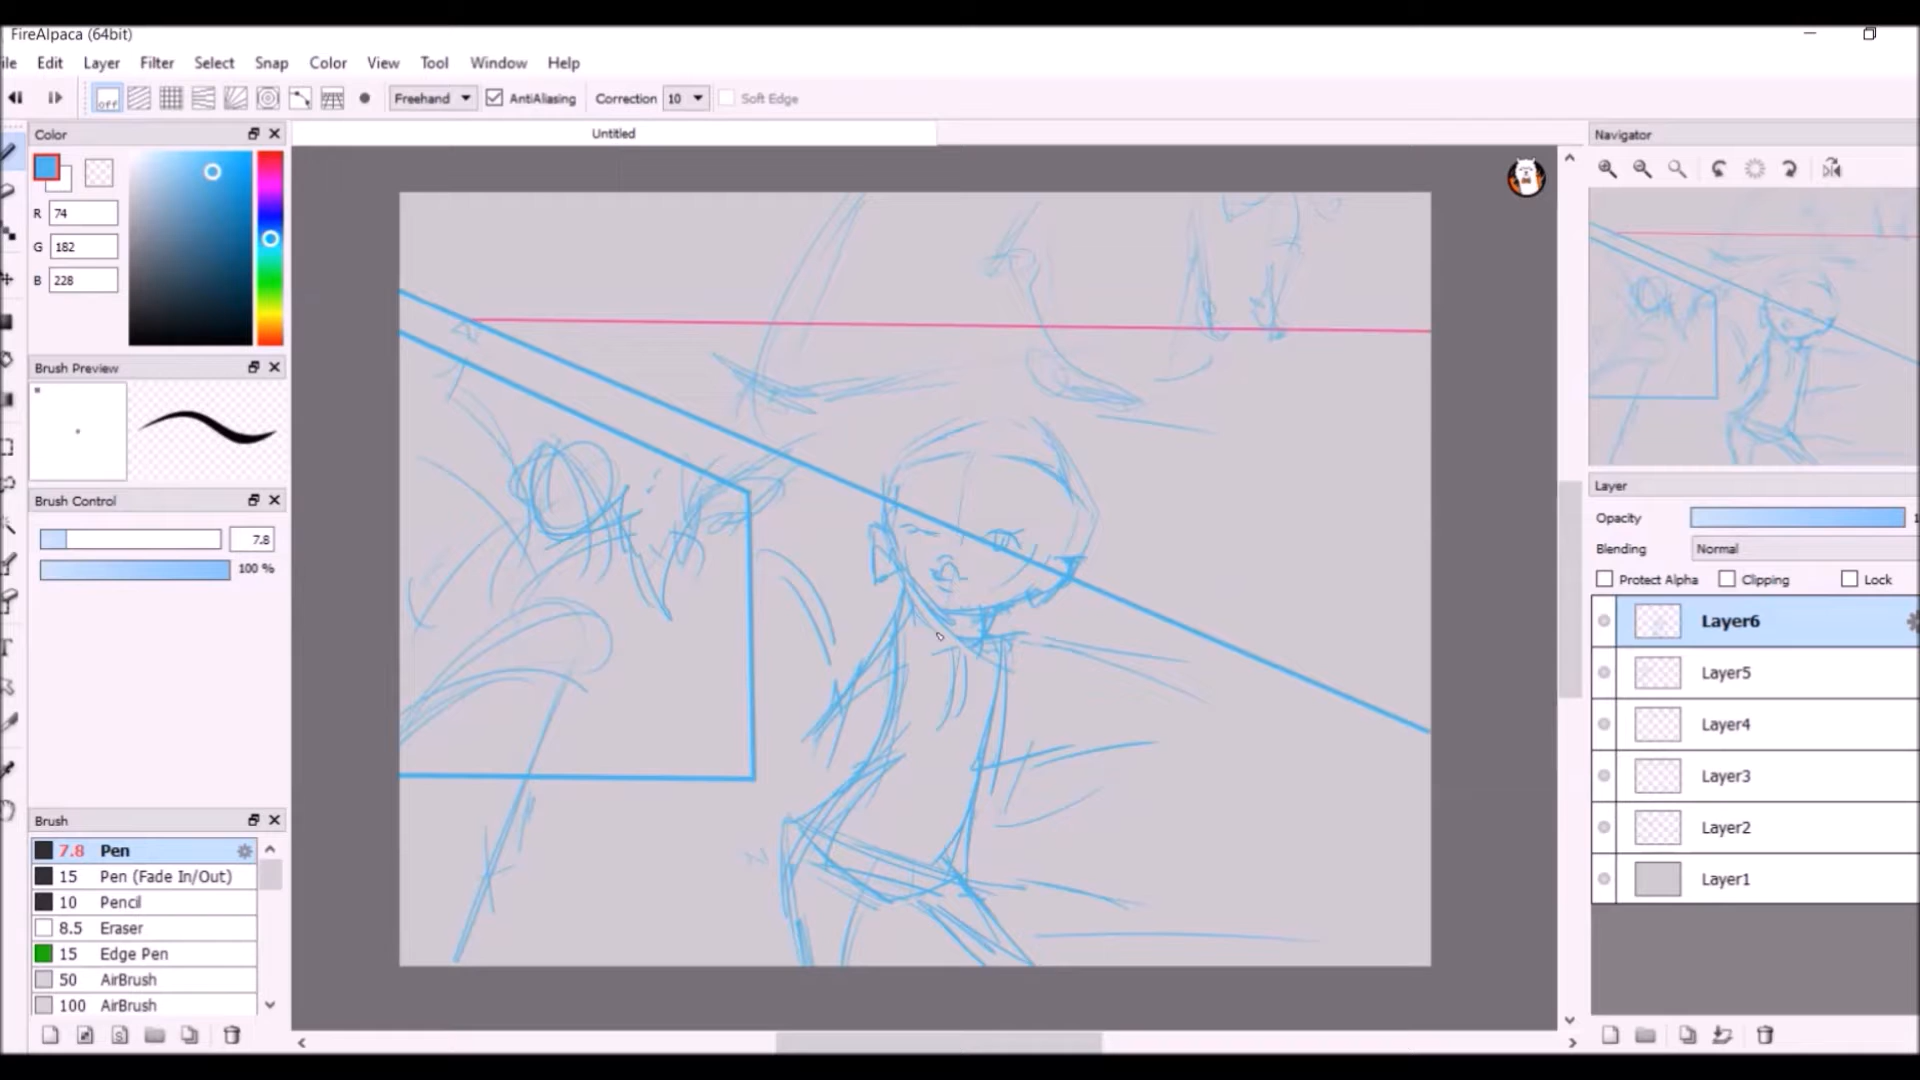 FireAlpaca (64bit)
ile Edit Layer Filter Select Snap Color View Tool Window Help
off Freehand AntiAliasing Correction 10 Soft Edge
Color
Untitled
Navigator
R 74
G 182
B 228
Brush Preview
Brush Control
7.8
100 %
Layer
Opacity 1
Blending Normal
Protect Alpha Clipping Lock
Layer6
Layer5
Layer4
Layer3
Layer2
Layer1
Brush
7.8 Pen
15 Pen (Fade In/Out)
10 Pencil
8.5 Eraser
15 Edge Pen
50 AirBrush
100 AirBrush